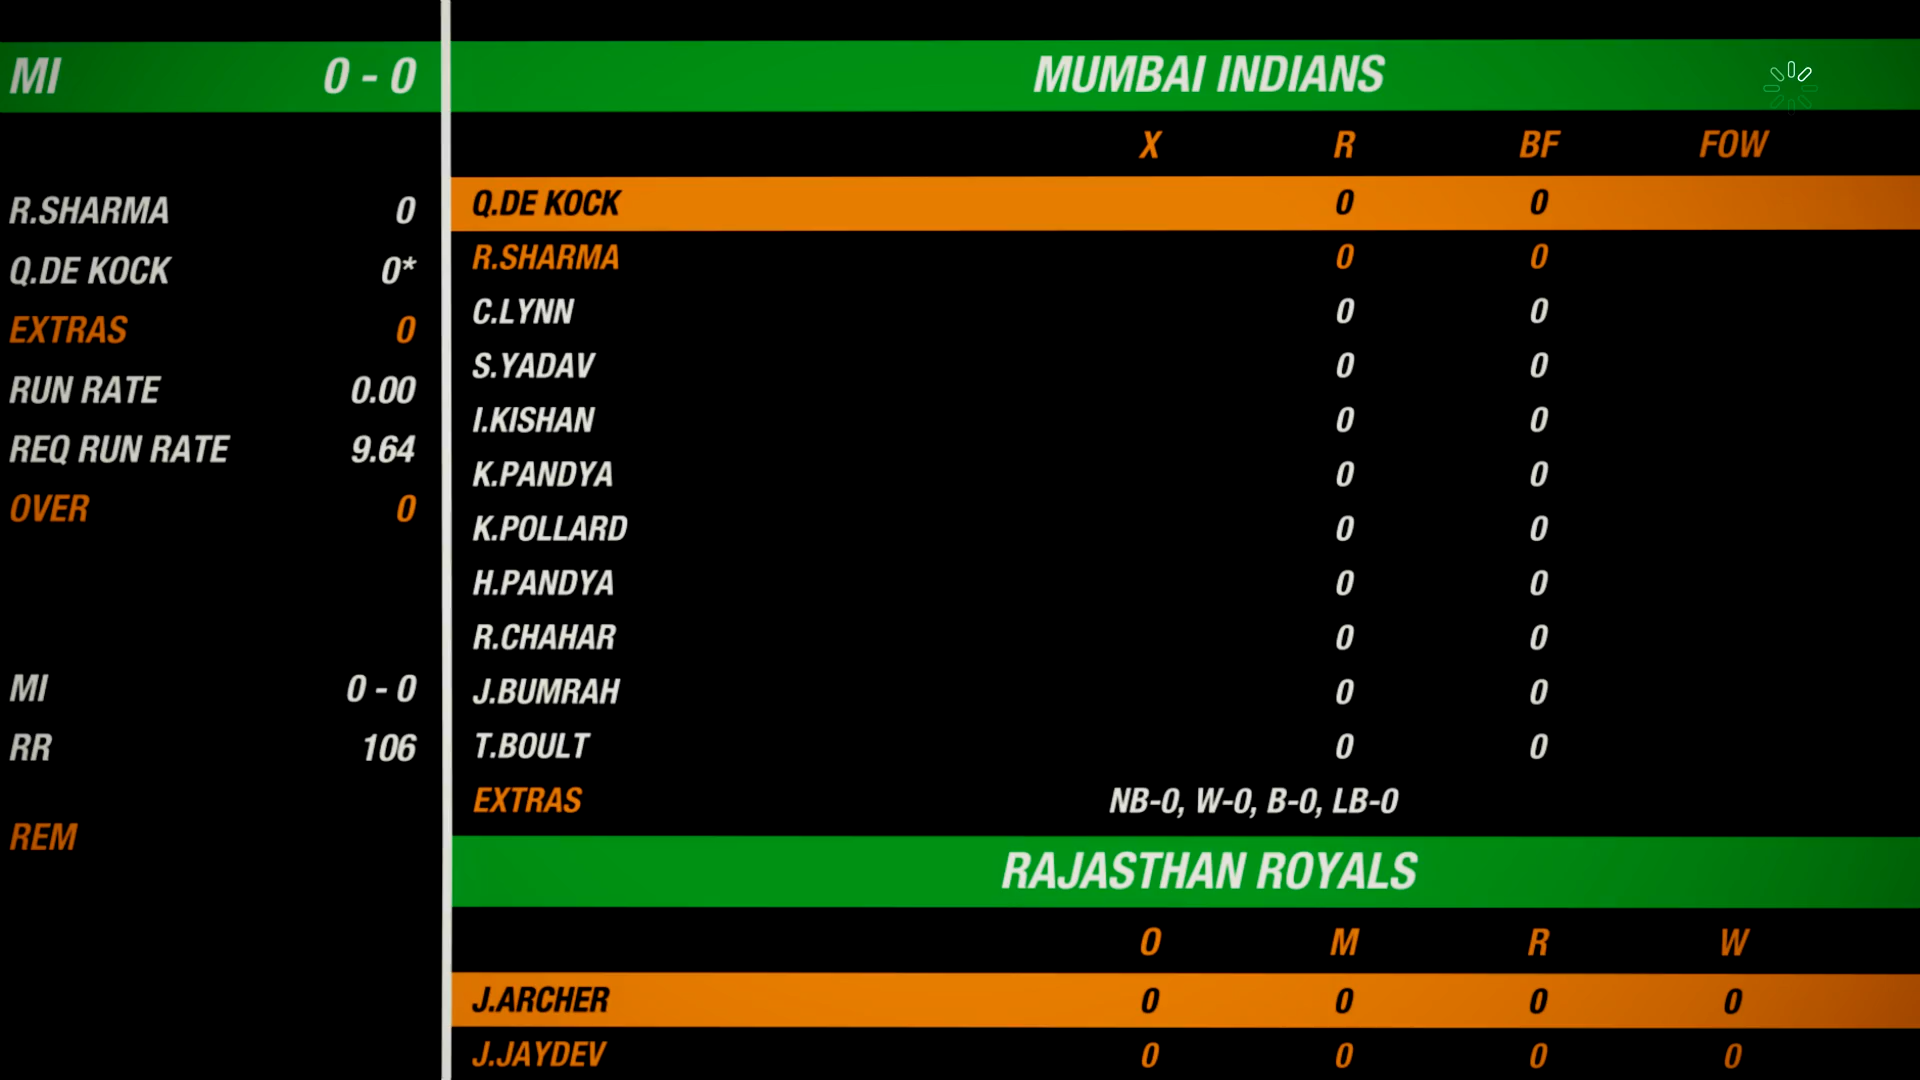 MI 0 - 0
R.SHARMA 0
Q.DE KOCK 0*
EXTRAS 0
RUN RATE 0.00
REQ RUN RATE 9.64
OVER 0
MI 0 - 0
RR 106
REM
MUMBAI INDIANS
X R BF FOW
Q.DE KOCK 0 0
R.SHARMA 0 0
C.LYNN 0 0
S.YADAV 0 0
I.KISHAN 0 0
K.PANDYA 0 0
K.POLLARD 0 0
H.PANDYA 0 0
R.CHAHAR 0 0
J.BUMRAH 0 0
T.BOULT 0 0
EXTRAS NB-0, W-0, B-0, LB-0
RAJASTHAN ROYALS
O M R W
J.ARCHER 0 0 0 0
J.JAYDEV 0 0 0 0